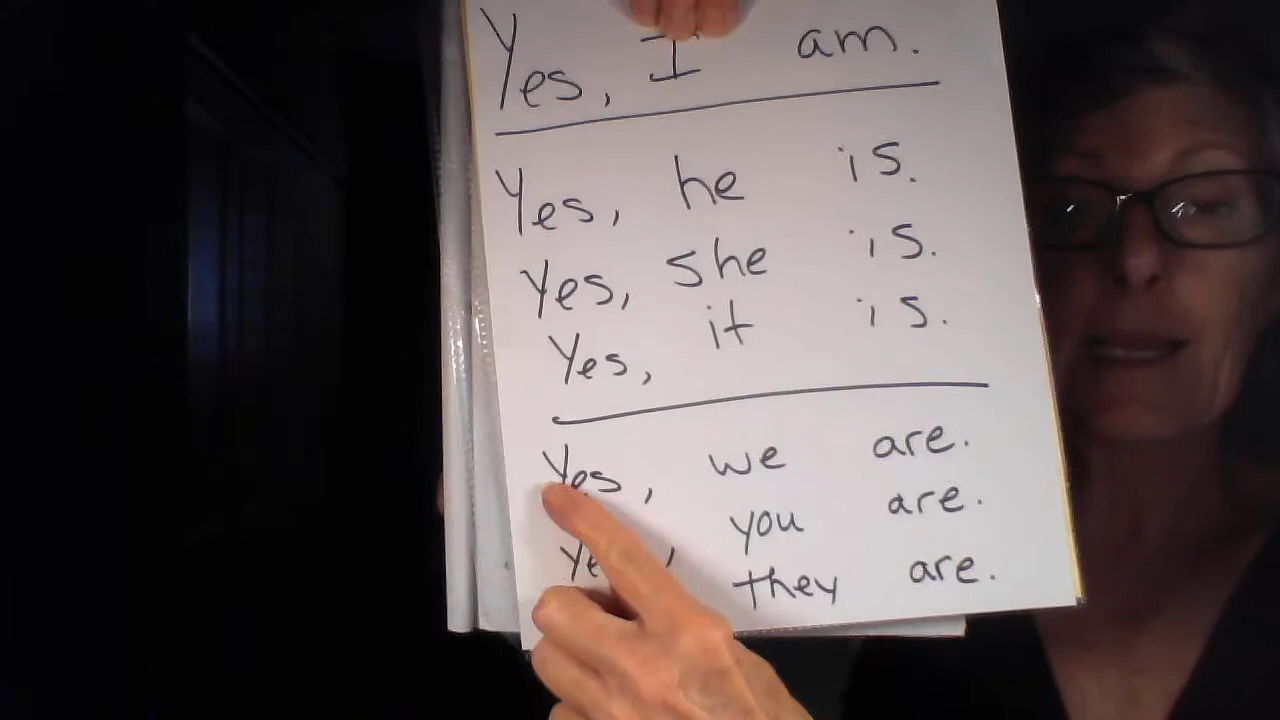 Yes, I am.
Yes, he is.
Yes, she is.
Yes, it is.
Yes, we are.
you are.
they are.